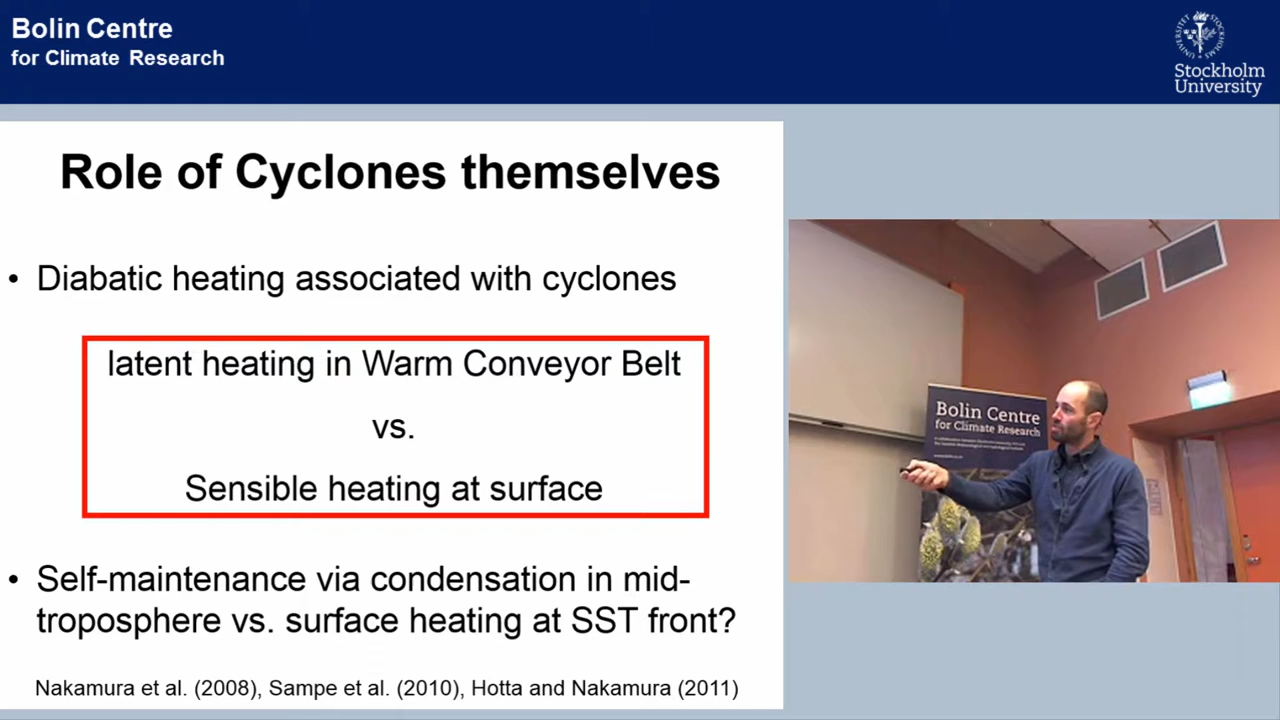 Bolin Centre
for Climate Research
Stockholm
University
Role of Cyclones themselves
• Diabatic heating associated with cyclones
latent heating in Warm Conveyor Belt
vs.
Sensible heating at surface
• Self-maintenance via condensation in mid-
troposphere vs. surface heating at SST front?
Nakamura et al. (2008), Sampe et al. (2010), Hotta and Nakamura (2011)
Bolin Centre
for Climate Research